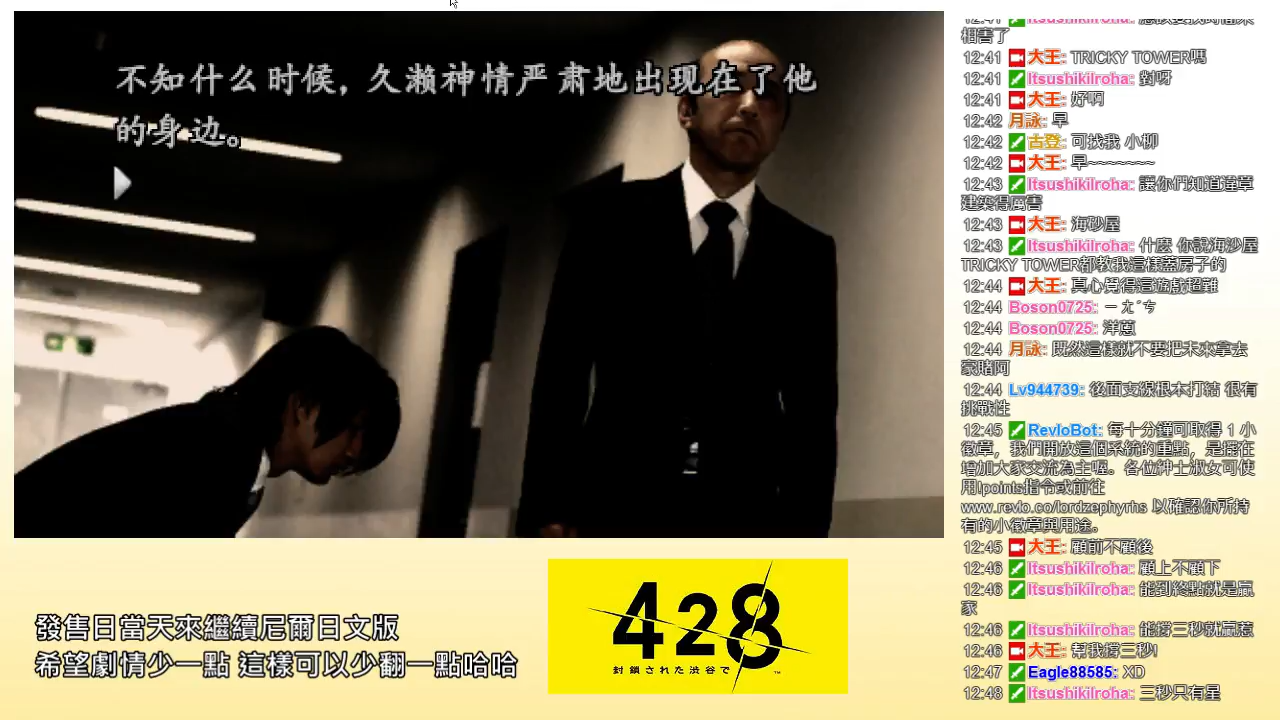 不知什么时候，久濑神情严肃地出现在了他
的身边。
發售日當天來繼續尼爾日文版
希望劇情少一點 這樣可以少翻一點哈哈
428
封鎖された渋谷で
相害了
12:41 大王: TRICKY TOWER嗎
12:41 Itsushikilroha: 對呀
12:41 大王: 好啊
12:42 月詠: 早
12:42 古登: 可找我 小柳
12:42 大王: 早~~~~~~~
12:43 Itsushikilroha: 讓你們知道違章
建築得厲害
12:43 大王: 海砂屋
12:43 Itsushikilroha: 什麼 你說海沙屋
TRICKY TOWER都教我這樣蓋房子的
12:44 大王: 真心覺得這遊戲超難
12:44 Boson0725: ㄧㄤˊㄘ
12:44 Boson0725: 洋蔥
12:44 月詠: 既然這樣就不要把未來拿去
豪賭阿
12:44 Lv944739: 後面支線根本打結 很有
挑戰性
12:45 RevloBot: 每十分鐘可取得 1 小
徽章，我們開放這個系統的重點，是擺在
增加大家交流為主喔。各位紳士淑女可使
用!points指令或前往
www.revlo.co/lordzephyrhs 以確認你所持
有的小徽章與用途。
12:45 大王: 顧前不顧後
12:46 Itsushikilroha: 顧上不顧下
12:46 Itsushikilroha: 能到終點就是贏
家
12:46 Itsushikilroha: 能撐三秒就贏惹
12:46 大王: 幫我撐三秒!
12:47 Eagle88585: XD
12:48 Itsushikilroha: 三秒只有星